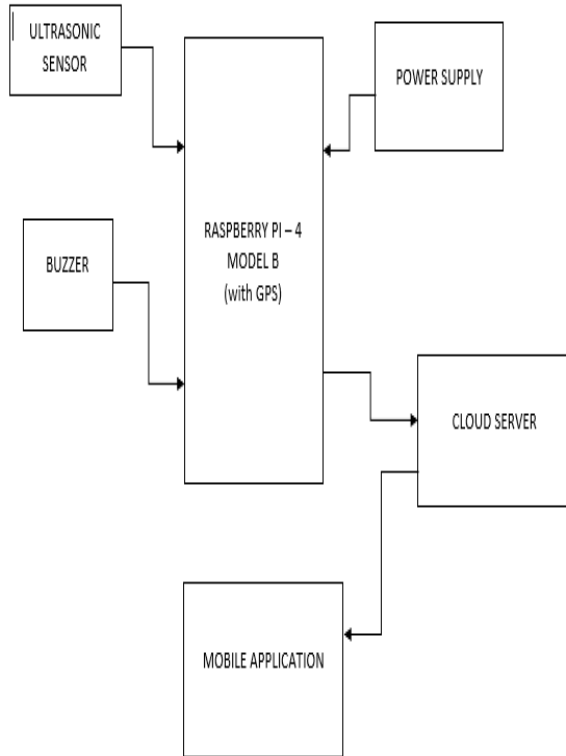 ULTRASONIC
SENSOR
POWER SUPPLY
RASPBERRY PI – 4
MODEL B
(with GPS)
BUZZER
CLOUD SERVER
MOBILE APPLICATION